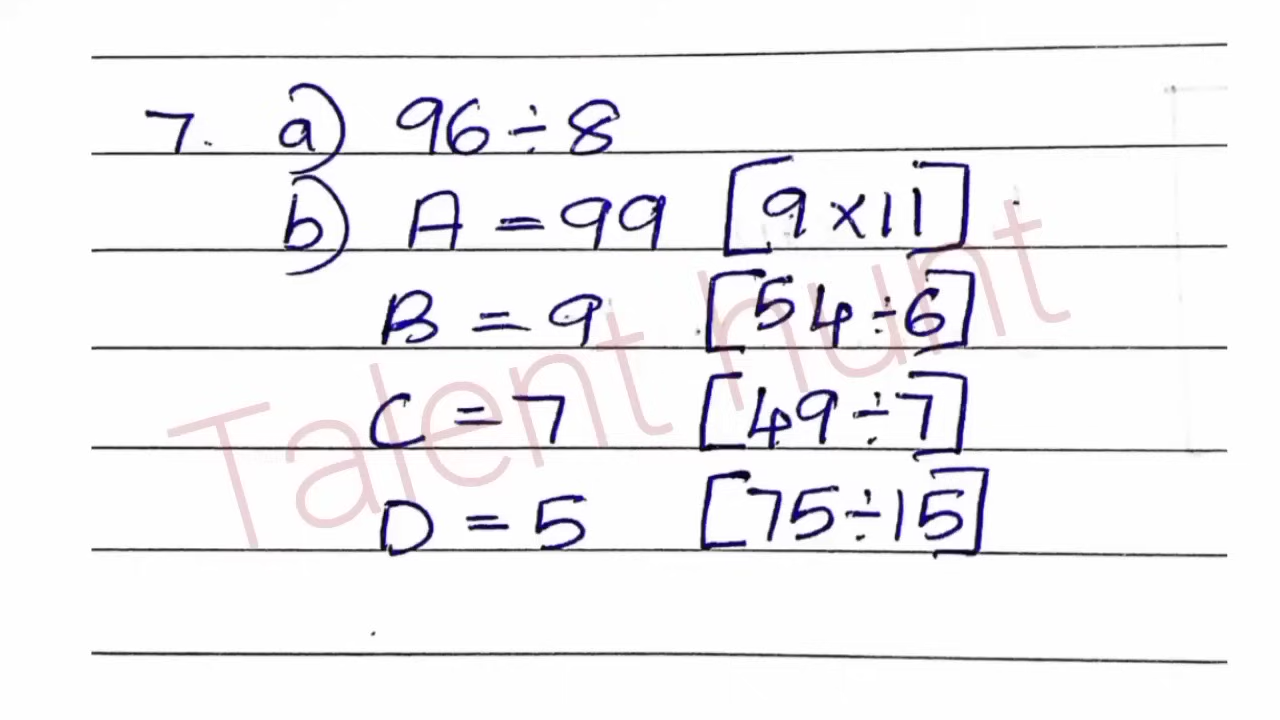 7. a) 96÷8
b) A = 99 [9×11]
B = 9 [54÷6]
C = 7 [49÷7]
D = 5 [75÷15]
Talent hunt